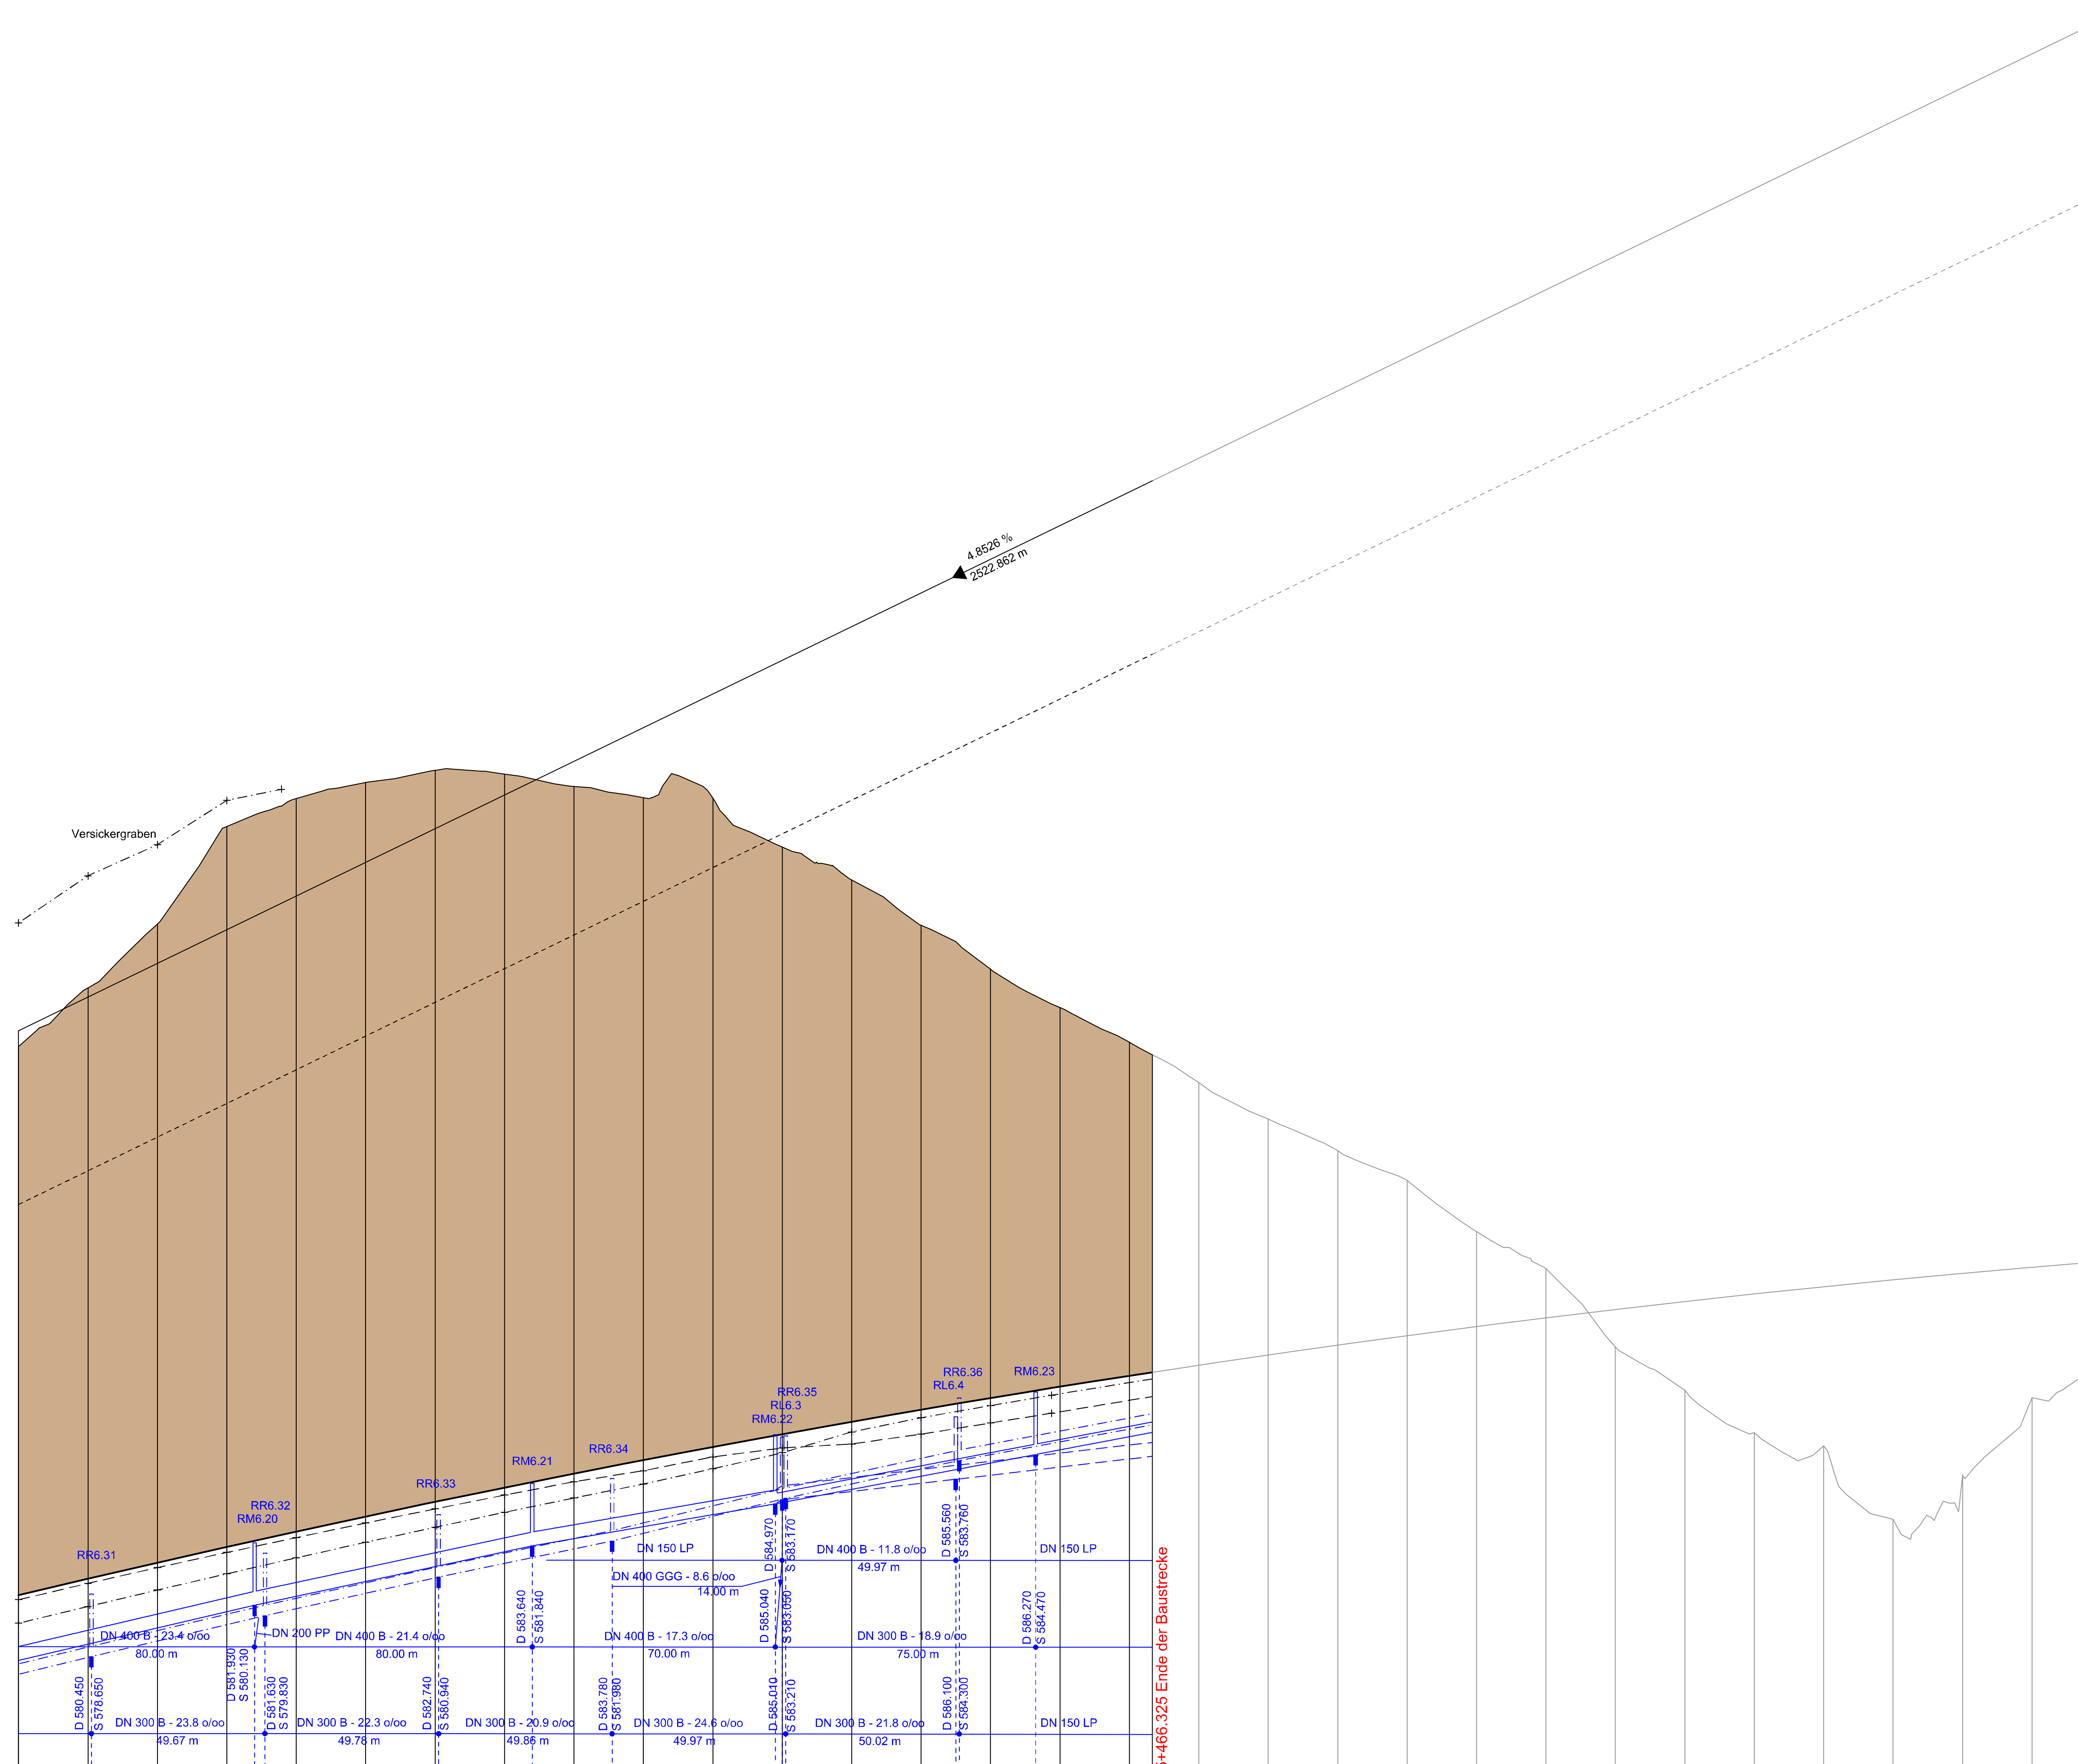 4.8526 %
2522.862 m
Versickergraben
RR6.36
RM6.23
RL6.4
RR6.35
RL6.3
RM6.22
RR6.34
RM6.21
RR6.33
RR6.32
RM6.20
RR6.31
D 584.970
S 583.170
D 585.560
S 583.760
DN 150 LP
DN 400 B - 11.8 o/oo
49.97 m
DN 150 LP
DN 400 GGG - 8.6 o/oo
14.00 m
D 583.640
S 581.840
D 585.040
S 583.050
D 586.270
S 584.470
DN 400 B - 23.4 o/oo
80.00 m
DN 200 PP
DN 400 B - 21.4 o/oo
80.00 m
DN 400 B - 17.3 o/oo
70.00 m
DN 300 B - 18.9 o/oo
75.00 m
D 581.930
S 580.130
D 580.450
S 578.650
D 581.630
S 579.830
D 582.740
S 580.940
D 583.780
S 581.980
D 585.010
S 583.210
D 586.100
S 584.300
DN 300 B - 23.8 o/oo
49.67 m
DN 300 B - 22.3 o/oo
49.78 m
DN 300 B - 20.9 o/oo
49.86 m
DN 300 B - 24.6 o/oo
49.97 m
DN 300 B - 21.8 o/oo
50.02 m
DN 150 LP
+466.325 Ende der Baustrecke